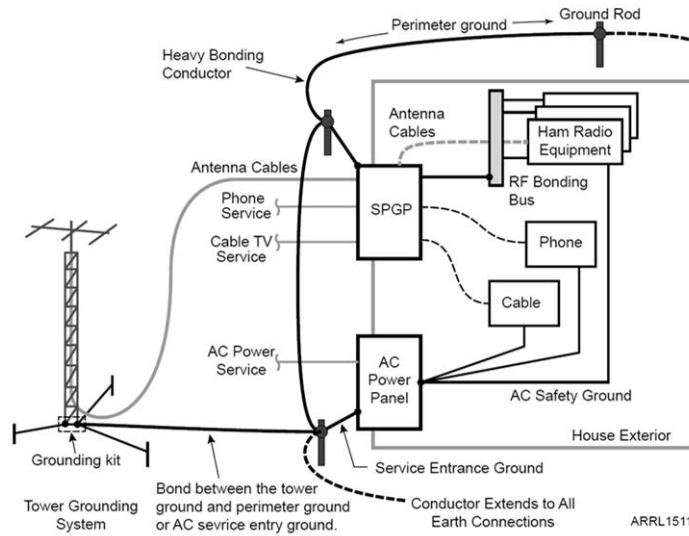 Perimeter ground
Ground Rod
Heavy Bonding
Conductor
Antenna
Cables
Ham Radio
Equipment
Antenna Cables
RF Bonding
Bus
Phone
Service
SPGP
Cable TV
Service
Phone
Cable
AC Power
Service
AC
Power
Panel
AC Safety Ground
House Exterior
Grounding kit
Service Entrance Ground
Tower Grounding
System
Bond between the tower
ground and perimeter ground
or AC sevrice entry ground.
Conductor Extends to All
Earth Connections
ARRL1511